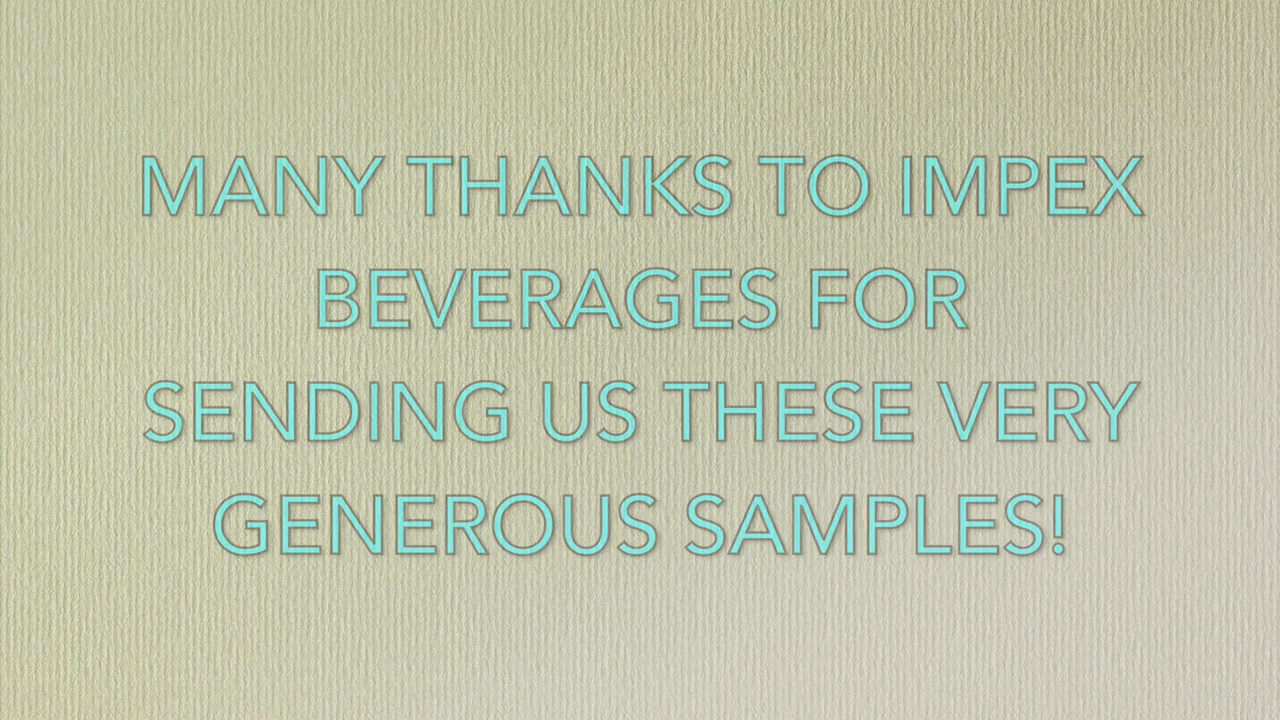 MANY THANKS TO IMPEX
BEVERAGES FOR
SENDING US THESE VERY
GENEROUS SAMPLES!